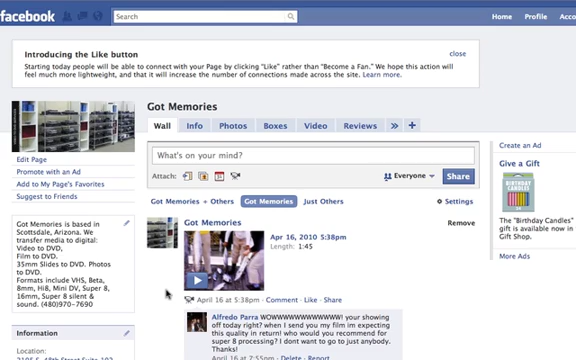 facebook
Search
Home Profile Acco
Introducing the Like button
close
Starting today people will be able to connect with your Page by clicking "Like" rather than "Become a Fan." We hope this action will
feel much more lightweight, and that it will increase the number of connections made across the site. Learn more.
Got Memories
Wall Info Photos Boxes Video Reviews » +
What's on your mind?
Attach:
Everyone
Share
Got Memories + Others Got Memories Just Others
Settings
Edit Page
Promote with an Ad
Add to My Page's Favorites
Suggest to Friends
Got Memories is based in
Scottsdale, Arizona. We
transfer media to digital:
Video to DVD,
Film to DVD.
35mm Slides to DVD. Photos
to DVD.
Formats include VHS, Beta,
8mm, Hi8, Mini DV, Super 8,
16mm, Super 8 silent &
sound. (480)970-7690
Information
Location:
Got Memories
Remove
Apr 16, 2010 5:38pm
Length: 1:45
April 16 at 5:38pm · Comment · Like · Share
Alfredo Parra WOWWWWWWWWWWW! your showing
off today right? when I send you my film im expecting
this quality in return! who would you recommend for
super 8 filming? I dont want to go to just anybody.
Thanks!
April 16 at 7:55pm · Delete · Report
Create an Ad
Give a Gift
BIRTHDAY
CANDLES
The "Birthday Candles"
gift is available now in
Gift Shop.
More Ads